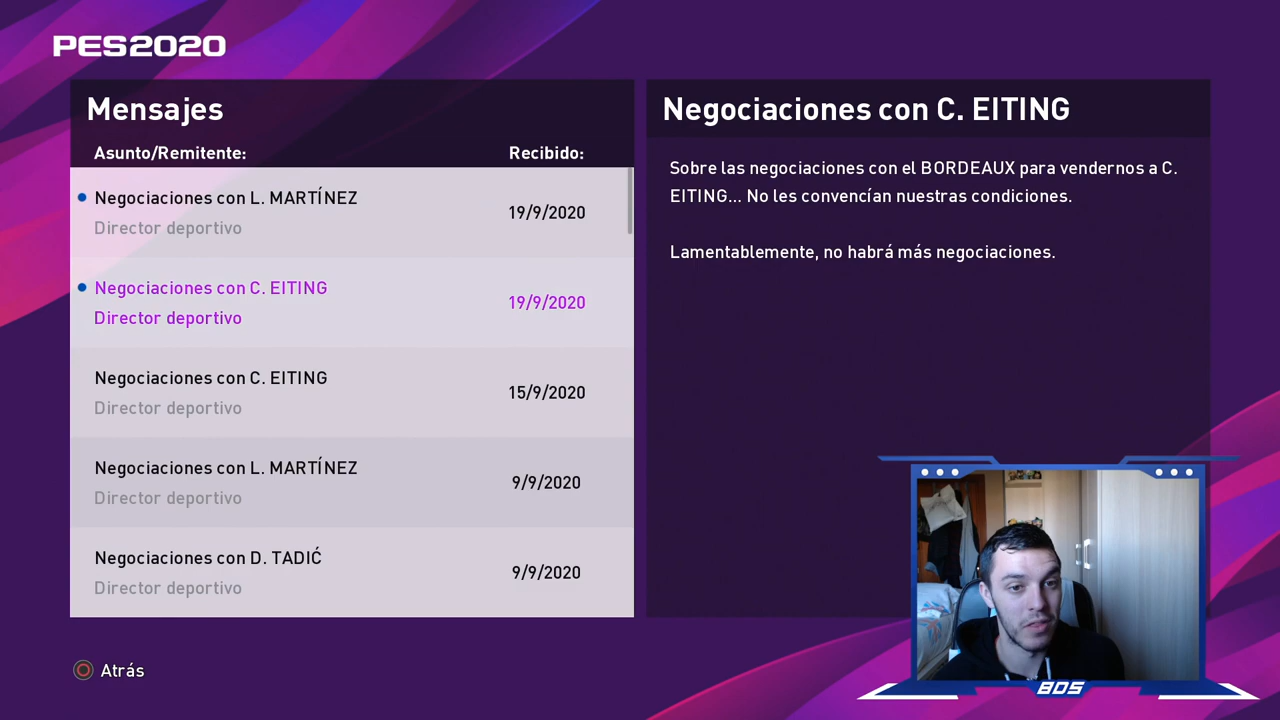 PES2020
Mensajes
Asunto/Remitente:
Recibido:
Negociaciones con L. MARTÍNEZ
Director deportivo
19/9/2020
Negociaciones con C. EITING
Director deportivo
19/9/2020
Negociaciones con C. EITING
Director deportivo
15/9/2020
Negociaciones con L. MARTÍNEZ
Director deportivo
9/9/2020
Negociaciones con D. TADIĆ
Director deportivo
9/9/2020
Negociaciones con C. EITING
Sobre las negociaciones con el BORDEAUX para vendernos a C.
EITING... No les convencían nuestras condiciones.
Lamentablemente, no habrá más negociaciones.
Atrás
BDS